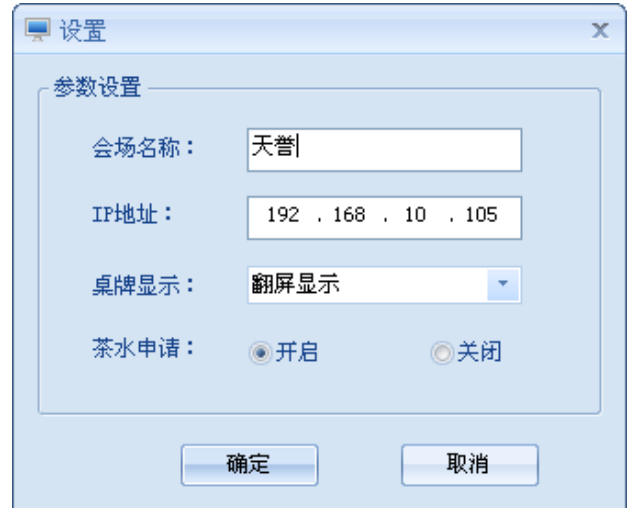 设置
参数设置
会场名称：天誉
IP地址：192 . 168 . 10 . 105
桌牌显示：翻屏显示
茶水申请：开启 关闭
确定 取消